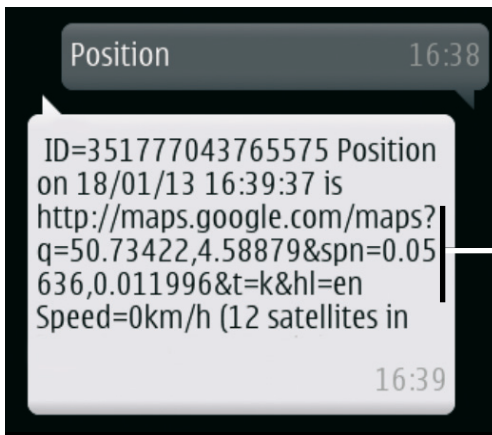 Position 16:38
ID=351777043765575 Position
on 18/01/13 16:39:37 is
http://maps.google.com/maps?
q=50.73422,4.58879&spn=0.05
636,0.011996&t=k&hl=en
Speed=0km/h (12 satellites in
16:39